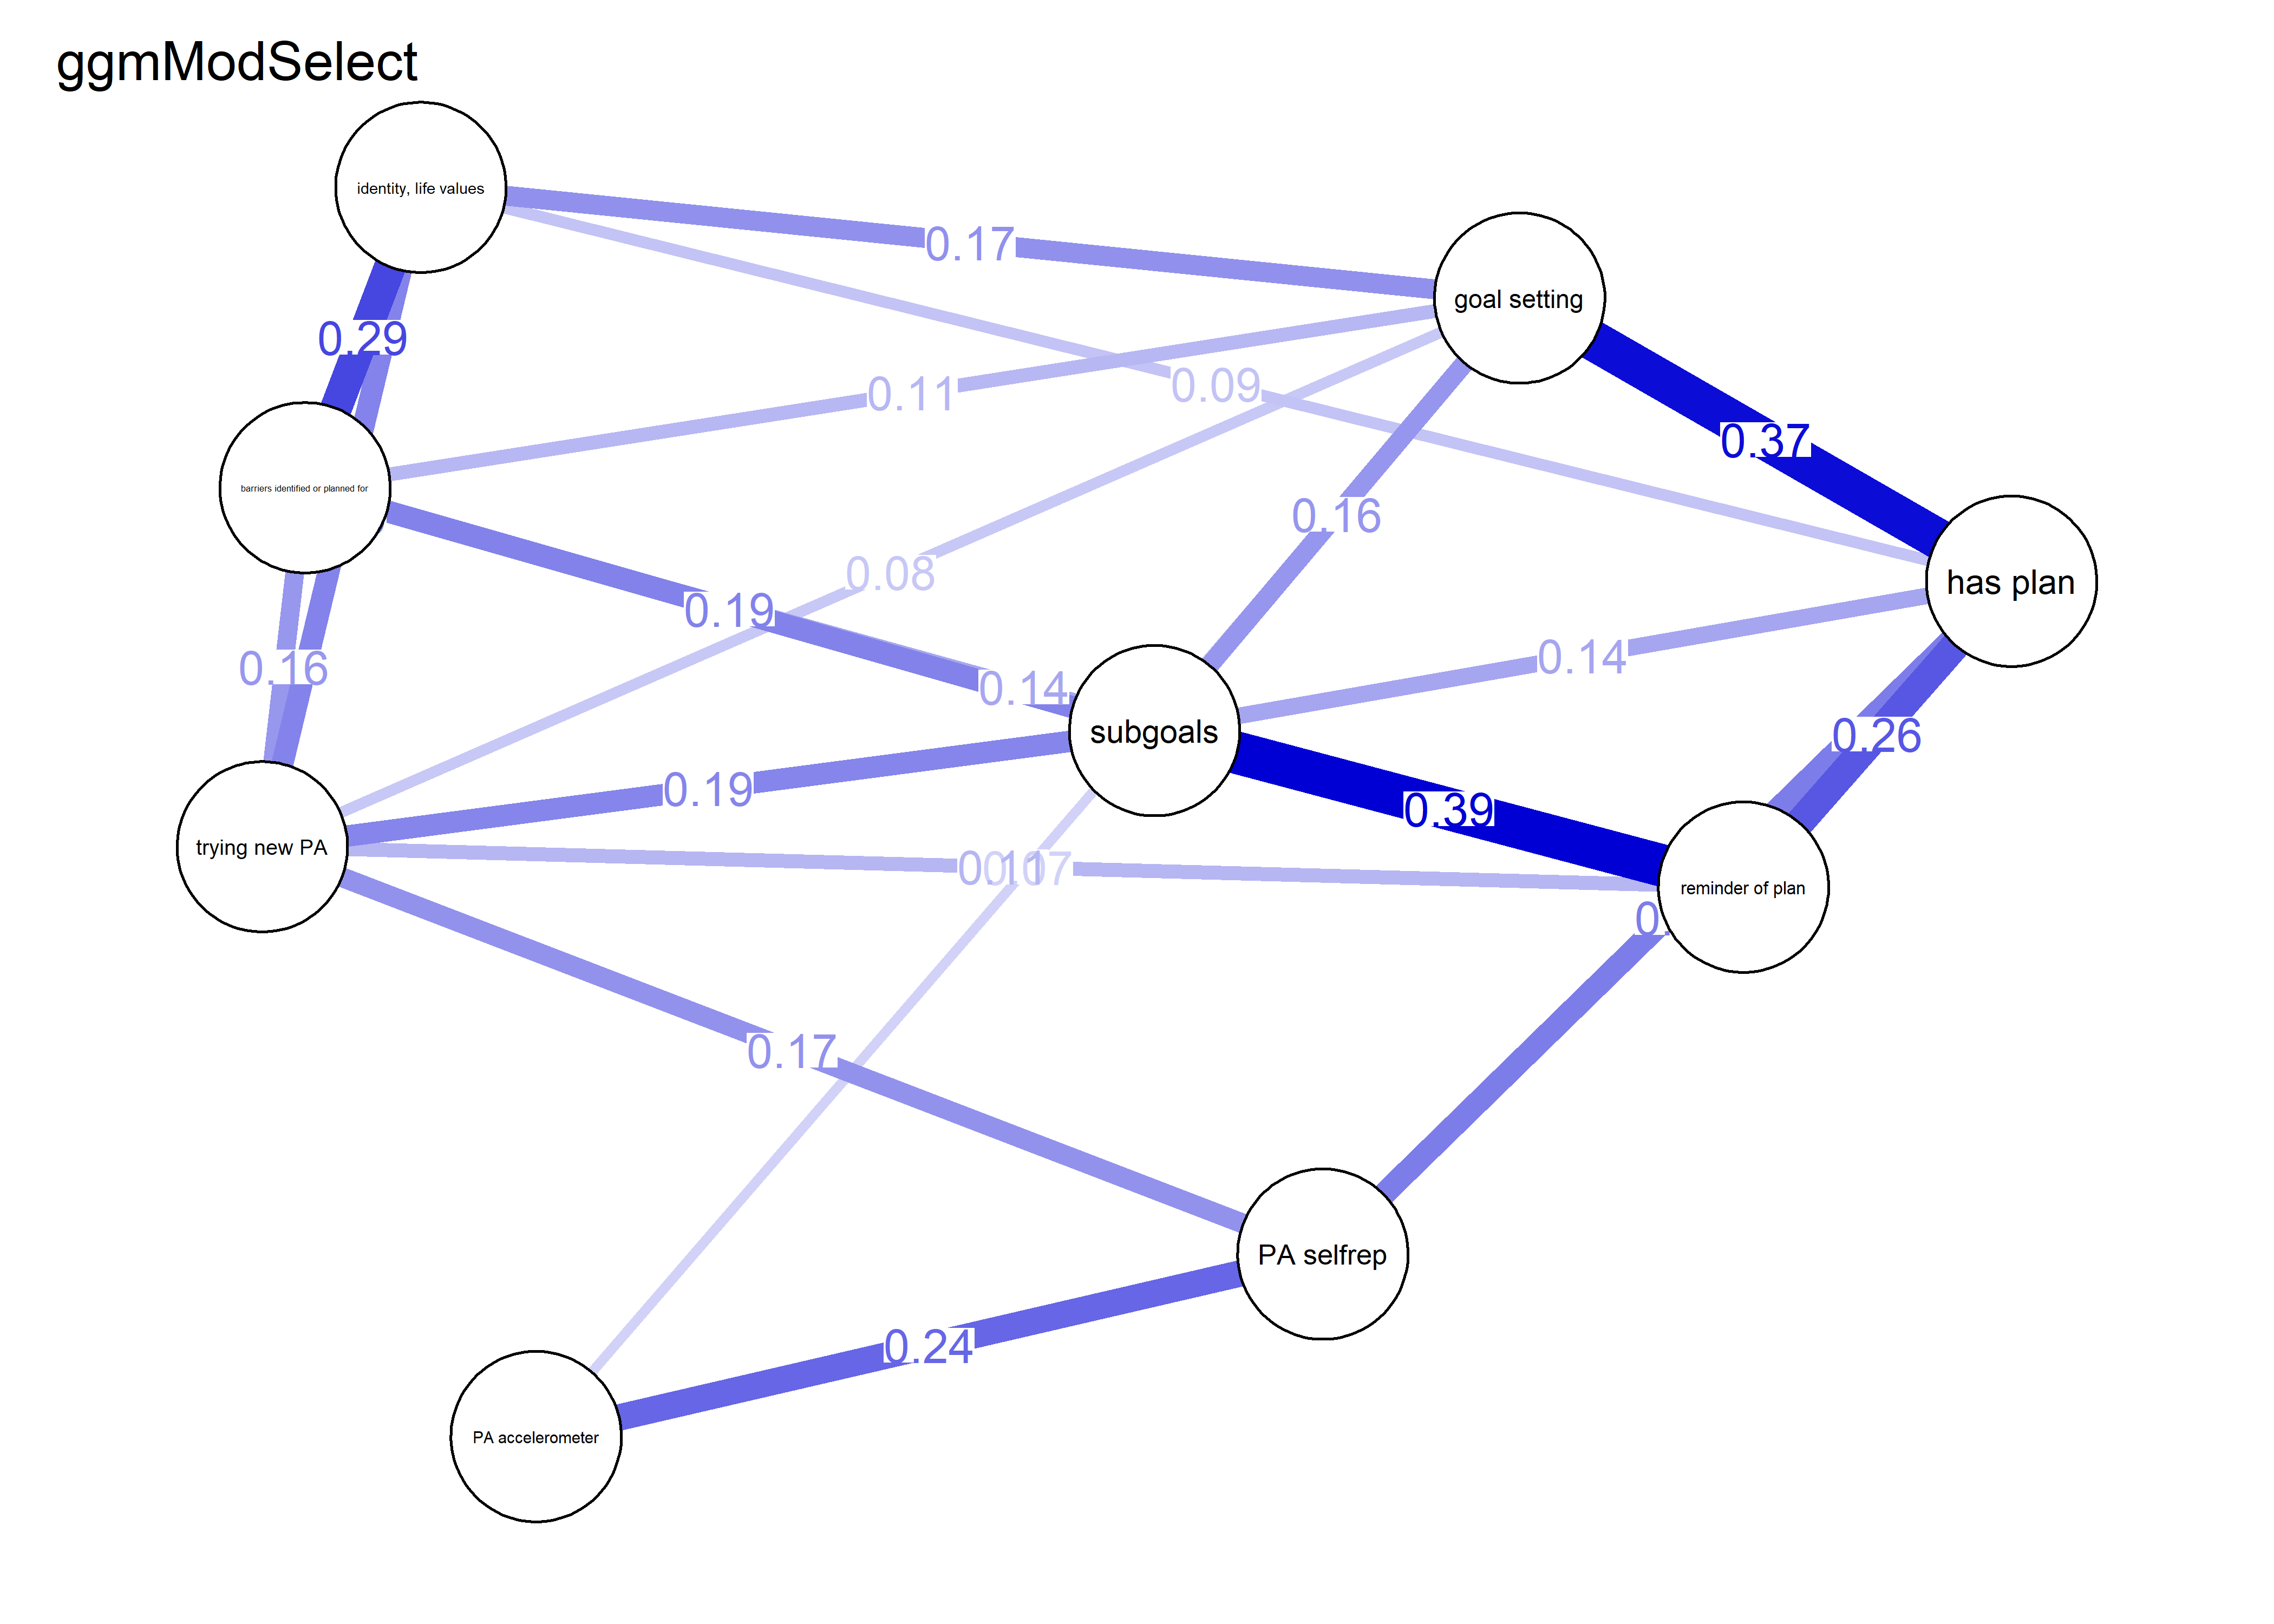 ggmModSelect
identity, life values
0.17
goal setting
0.29
0.09
0.11
0.37
barriers identified or planned for
0.16
0.08
has plan
0.19
0.14
0.16
0.14
subgoals
0.26
0.19
0.39
trying new PA
0.11
0.07
reminder of plan
0.17
PA selfrep
0.24
PA accelerometer